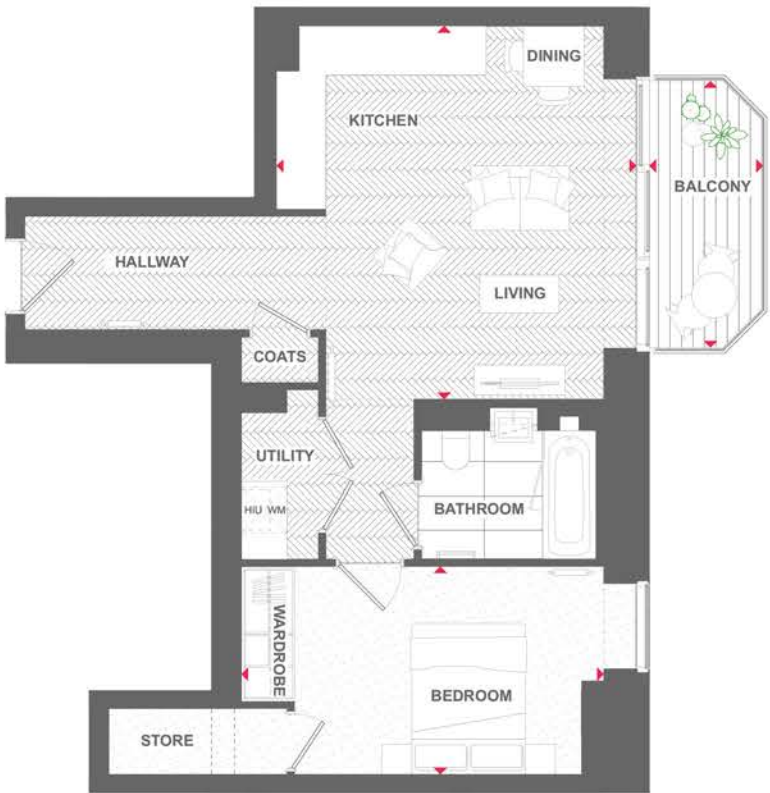 DINING
KITCHEN
BALCONY
HALLWAY
LIVING
COATS
UTILITY
HIU WM
BATHROOM
WARDROBE
BEDROOM
STORE